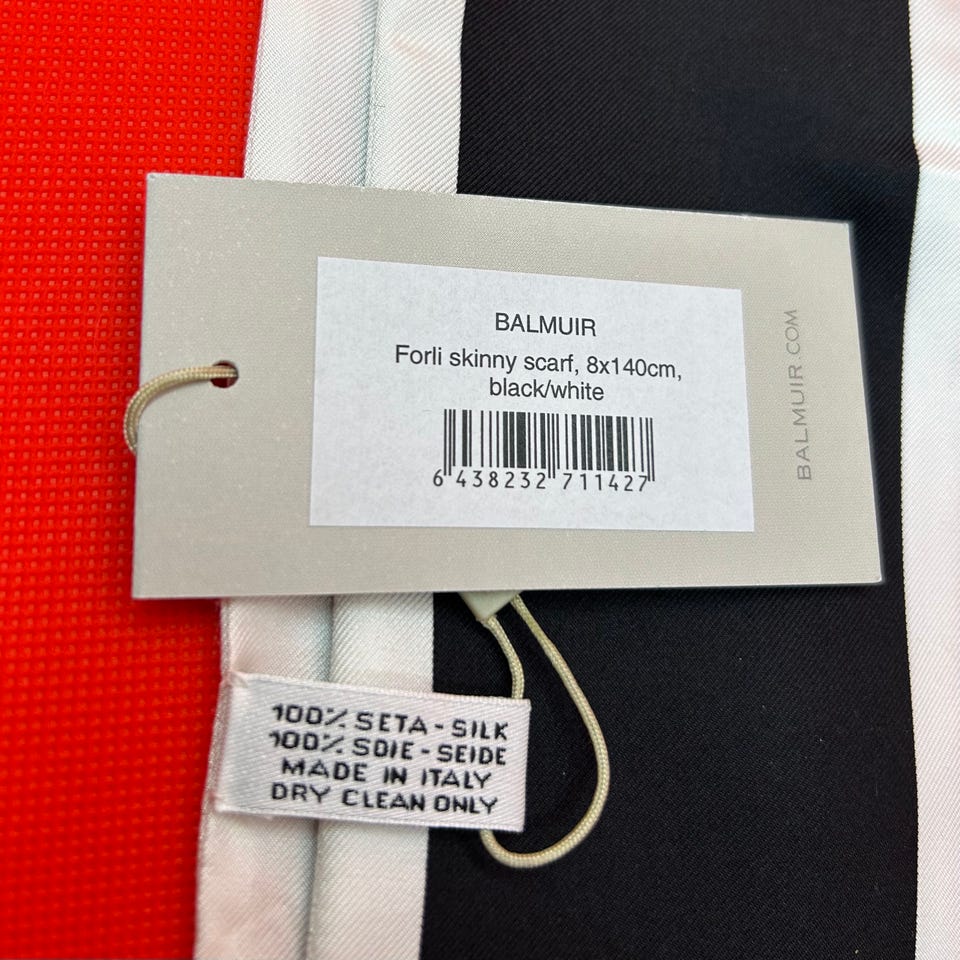 BALMUIR
Forli skinny scarf, 8x140cm,
black/white
6 438232 711427
BALMUIR.COM
100% SETA - SILK
100% SOIE - SEIDE
MADE IN ITALY
DRY CLEAN ONLY